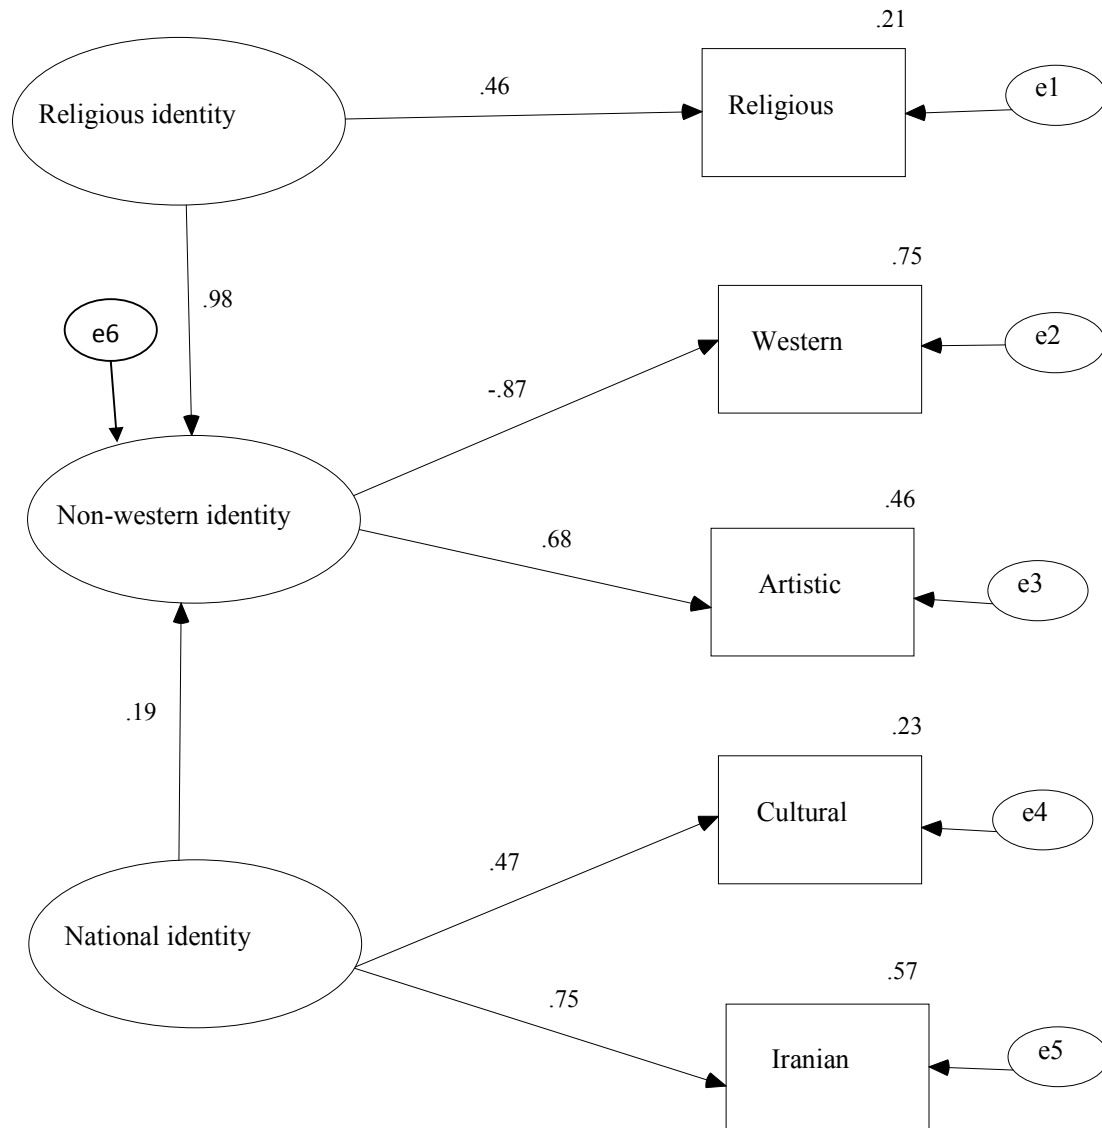 .21
Religious identity
.46
Religious
e1
.75
.98
e6
Western
e2
-.87
Non-western identity
.46
.68
Artistic
e3
.19
.23
Cultural
e4
.47
National identity
.57
.75
Iranian
e5